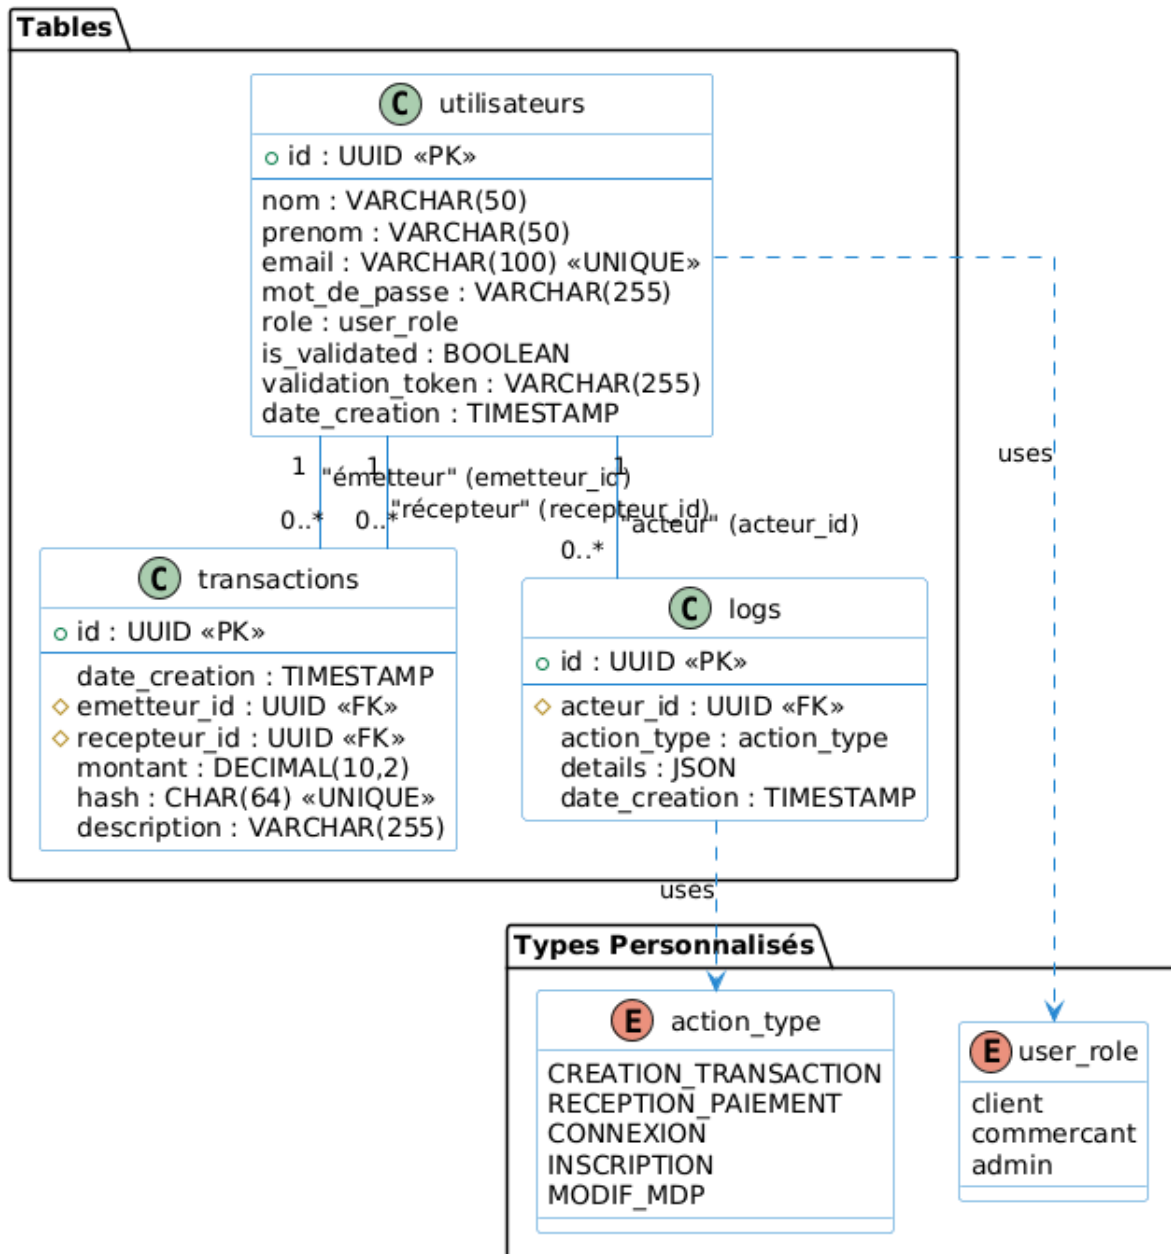 Tables
C utilisateurs
id : UUID «PK»
nom : VARCHAR(50)
prenom : VARCHAR(50)
email : VARCHAR(100) «UNIQUE»
mot_de_passe : VARCHAR(255)
role : user_role
is_validated : BOOLEAN
validation_token : VARCHAR(255)
date_creation : TIMESTAMP
uses
1
1
1
"émetteur" (emetteur_id)
"récepteur" (recepteur_id)
"acteur" (acteur_id)
0..*
0..*
0..*
C transactions
id : UUID «PK»
date_creation : TIMESTAMP
emetteur_id : UUID «FK»
recepteur_id : UUID «FK»
montant : DECIMAL(10,2)
hash : CHAR(64) «UNIQUE»
description : VARCHAR(255)
C logs
id : UUID «PK»
acteur_id : UUID «FK»
action_type : action_type
details : JSON
date_creation : TIMESTAMP
uses
Types Personnalisés
E action_type
CREATION_TRANSACTION
RECEPTION_PAIEMENT
CONNEXION
INSCRIPTION
MODIF_MDP
E user_role
client
commercant
admin